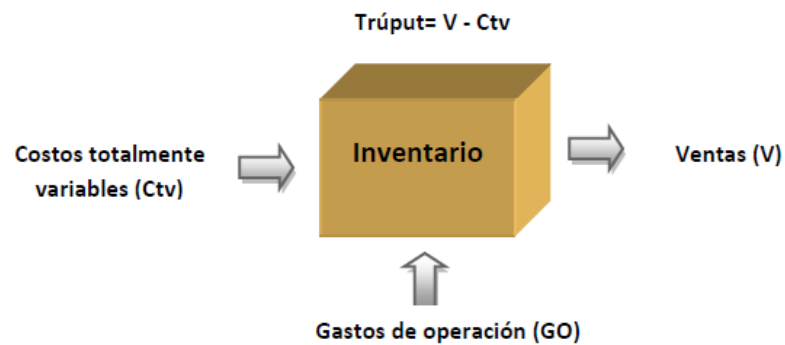 Trúput= V - Ctv
Inventario
Costos totalmente
variables (Ctv)
Ventas (V)
Gastos de operación (GO)